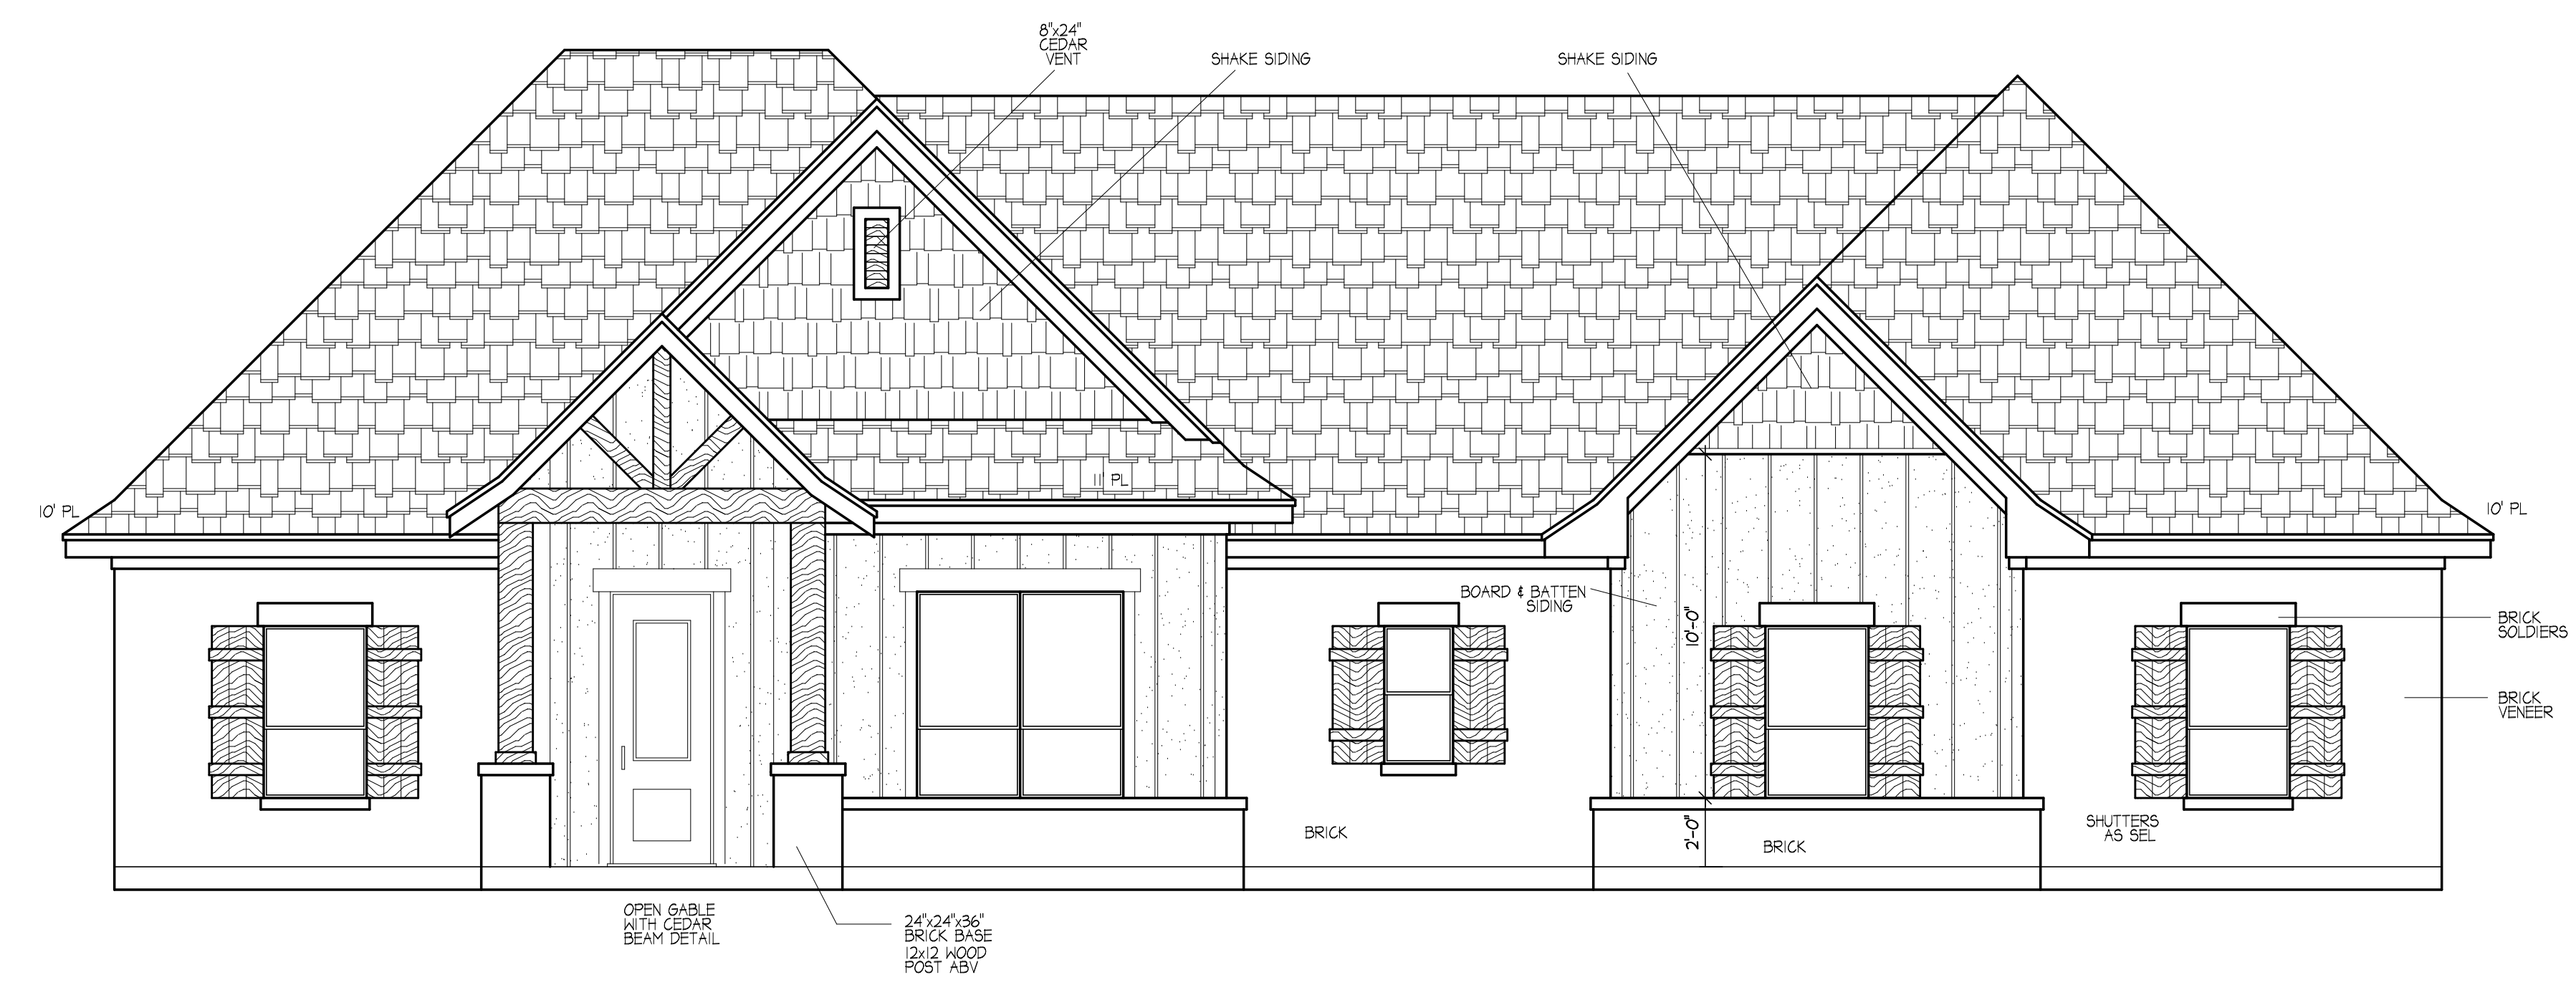 8"x24"
CEDAR
VENT
SHAKE SIDING
SHAKE SIDING
11' PL
10' PL
10' PL
BOARD & BATTEN
SIDING
10'-0"
BRICK
SOLDIERS
BRICK
VENEER
SHUTTERS
AS SEL
BRICK
2'-0"
BRICK
OPEN GABLE
WITH CEDAR
BEAM DETAIL
24"x24"x36"
BRICK BASE
12x12 WOOD
POST ABV